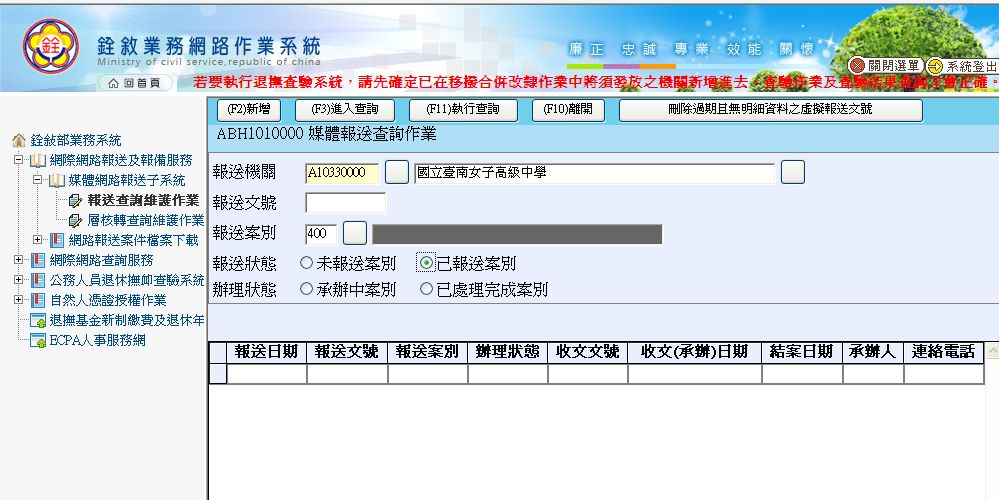 銓敘業務網路作業系統
Ministry of civil service,republic of china
廉正 忠誠 專業 效能 關懷
關閉選單 系統登出
回首頁
若要執行退撫查驗系統，請先確定已在移撥合併改隸作業中將須發放之機關新增進去，查驗作業及查驗結果查詢才會正確。
(F2)新增 (F3)進入查詢 (F11)執行查詢 (F10)離開 刪除過期且無明細資料之虛擬報送文號
ABH1010000 媒體報送查詢作業
銓敘部業務系統
網際網路報送及報備服務
媒體網路報送子系統
報送查詢維護作業
層核轉查詢維護作業
網路報送案件檔案下載
網際網路查詢服務
公務人員退休撫卹查驗系統
自然人憑證授權作業
退撫基金新制繳費及退休年
ECPA人事服務網
報送機關 A10330000 國立臺南女子高級中學
報送文號
報送案別 400
報送狀態 未報送案別 已報送案別
辦理狀態 承辦中案別 已處理完成案別
報送日期 報送文號 報送案別 辦理狀態 收文文號 收文(承辦)日期 結案日期 承辦人 連絡電話